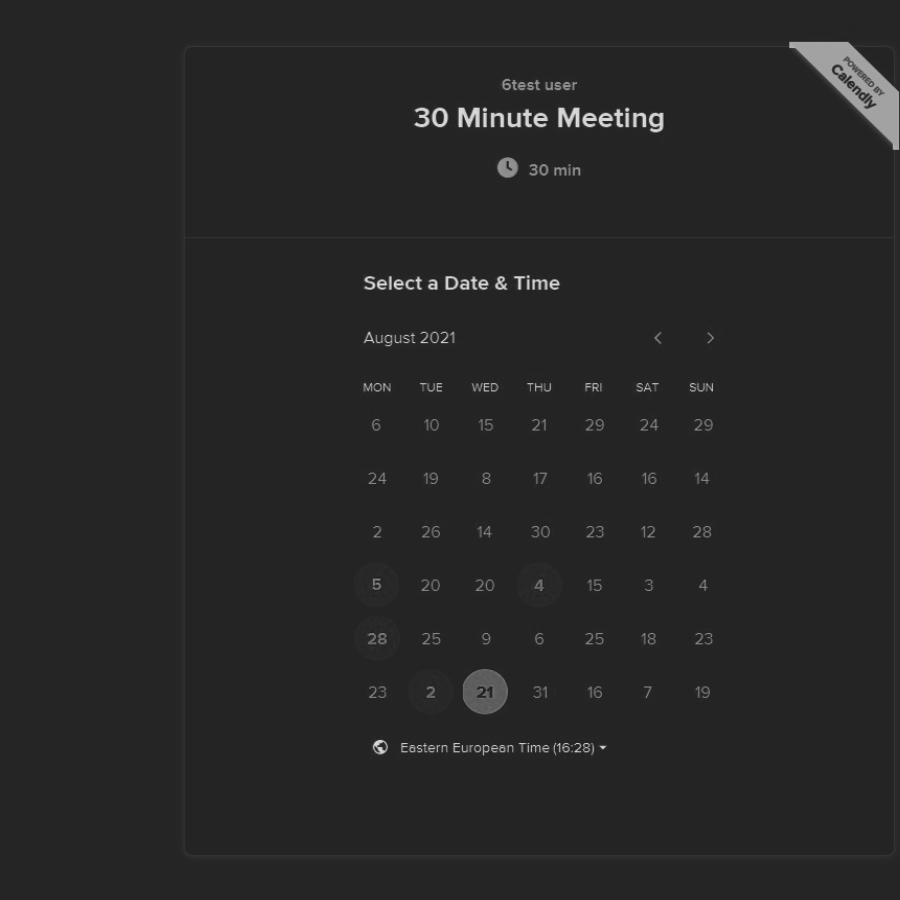 POWERED BY
Calendly
6test user
30 Minute Meeting
30 min
Select a Date & Time
August 2021
MON TUE WED THU FRI SAT SUN
6 10 15 21 29 24 29
24 19 8 17 16 16 14
2 26 14 30 23 12 28
5 20 20 4 15 3 4
28 25 9 6 25 18 23
23 2 21 31 16 7 19
Eastern European Time (16:28)